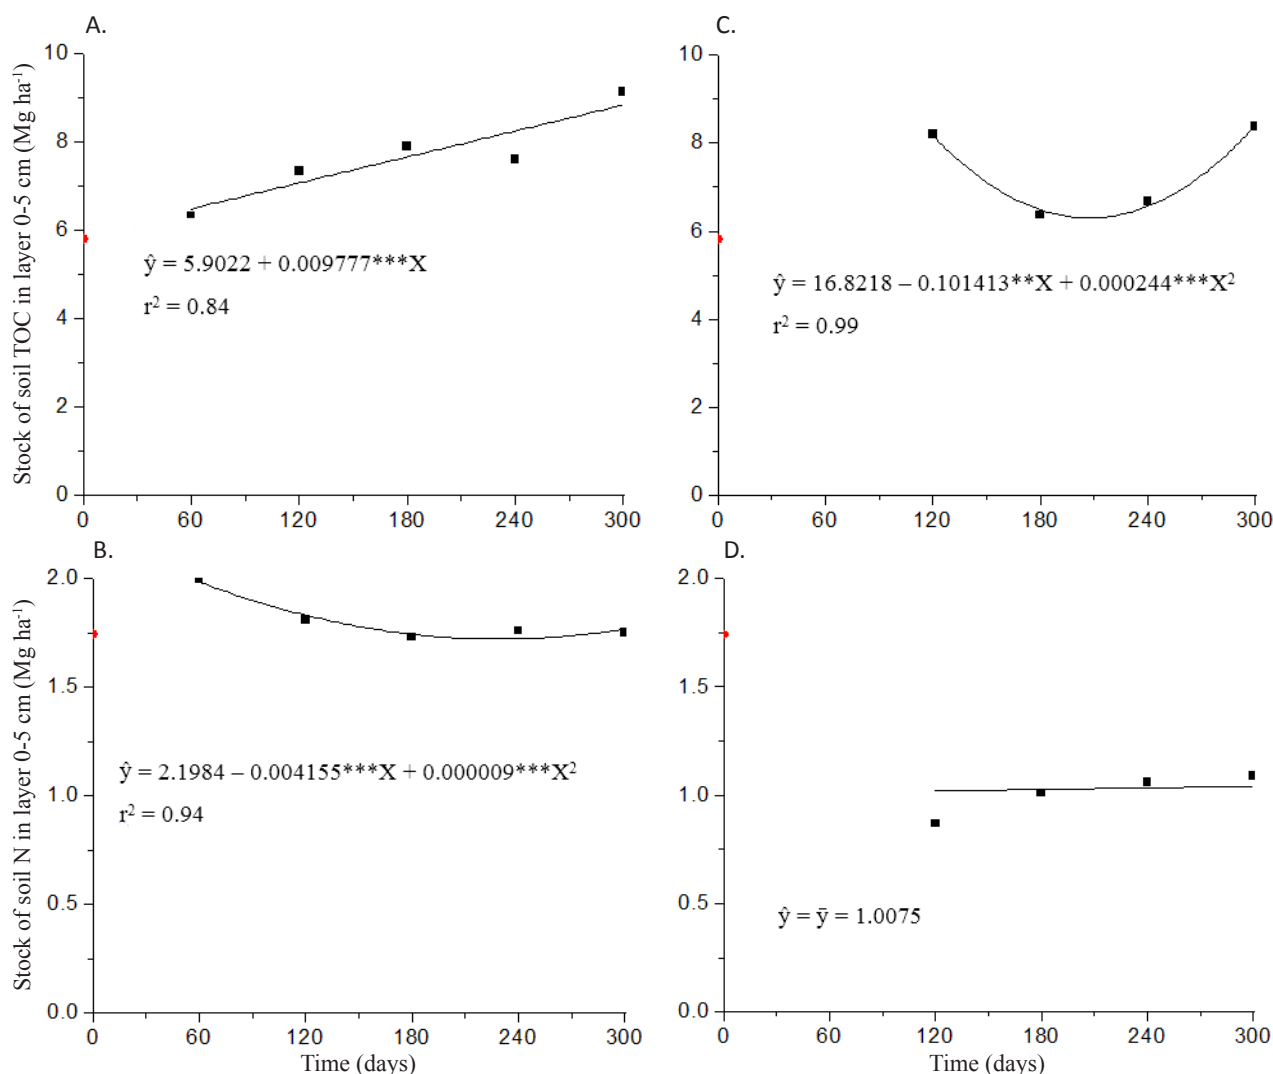 A.
Stock of soil TOC in layer 0-5 cm (Mg ha⁻¹)
10
8
6
4
2
0
ŷ = 5.9022 + 0.009777***X
r² = 0.84
0 60 120 180 240 300
C.
10
8
6
4
2
0
ŷ = 16.8218 – 0.101413**X + 0.000244***X²
r² = 0.99
0 60 120 180 240 300
B.
Stock of soil N in layer 0-5 cm (Mg ha⁻¹)
2.0
1.5
1.0
0.5
0.0
ŷ = 2.1984 – 0.004155***X + 0.000009***X²
r² = 0.94
0 60 120 180 240 300
Time (days)
D.
2.0
1.5
1.0
0.5
0.0
ŷ = ȳ = 1.0075
0 60 120 180 240 300
Time (days)